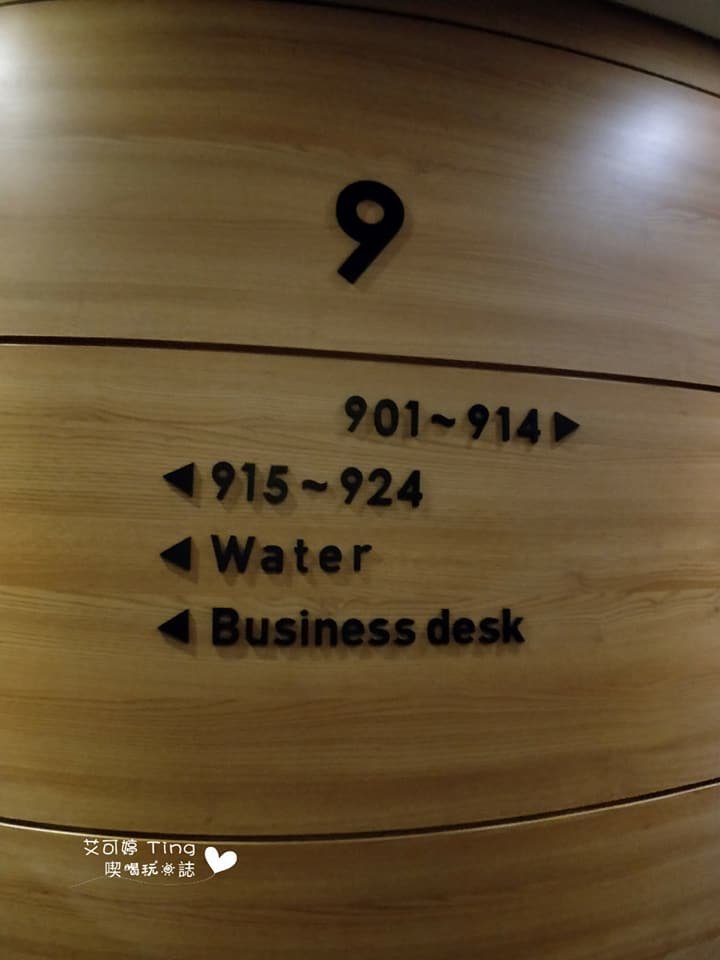 9
901~914▶
◀915~924
◀Water
◀Business desk
艾可婷 Ting
喫喝玩樂誌